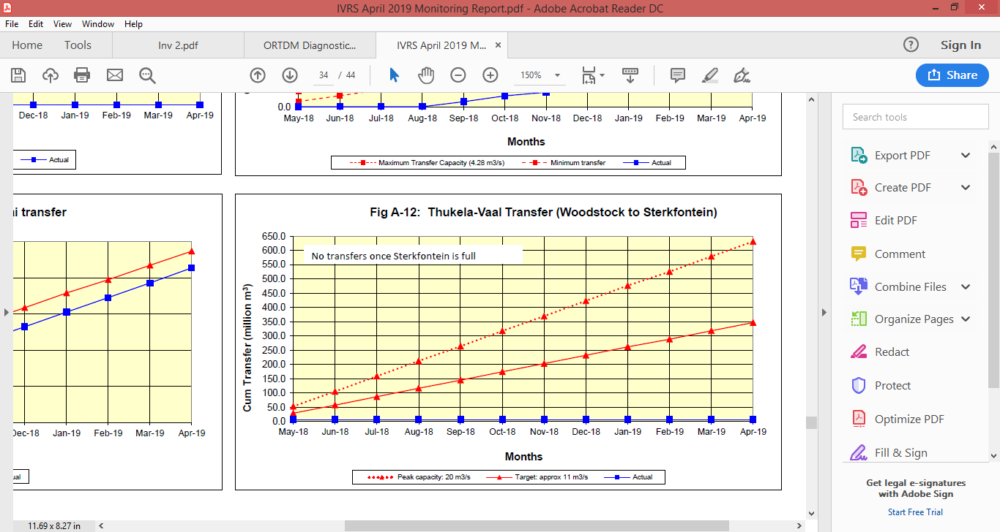 IVRS April 2019 Monitoring Report.pdf - Adobe Acrobat Reader DC
File Edit View Window Help
Home Tools Inv 2.pdf ORTDM Diagnostic... IVRS April 2019 M... × Sign In
34 / 44 150% Share
Dec-18 Jan-19 Feb-19 Mar-19 Apr-19
Actual
0.0
May-18 Jun-18 Jul-18 Aug-18 Sep-18 Oct-18 Nov-18 Dec-18 Jan-19 Feb-19 Mar-19 Apr-19
Months
Maximum Transfer Capacity (4.28 m3/s) Minimum transfer Actual
transfer
Dec-18 Jan-19 Feb-19 Mar-19 Apr-19
Fig A-12: Thukela-Vaal Transfer (Woodstock to Sterkfontein)
No transfers once Sterkfontein is full
Cum Transfer (million m³)
650.0
600.0
550.0
500.0
450.0
400.0
350.0
300.0
250.0
200.0
150.0
100.0
50.0
0.0
May-18 Jun-18 Jul-18 Aug-18 Sep-18 Oct-18 Nov-18 Dec-18 Jan-19 Feb-19 Mar-19 Apr-19
Months
Peak capacity: 20 m3/s Target: approx 11 m3/s Actual
Search tools
Export PDF
Create PDF
Edit PDF
Comment
Combine Files
Organize Pages
Redact
Protect
Optimize PDF
Fill & Sign
Get legal e-signatures
with Adobe Sign
Start Free Trial
11.69 x 8.27 in